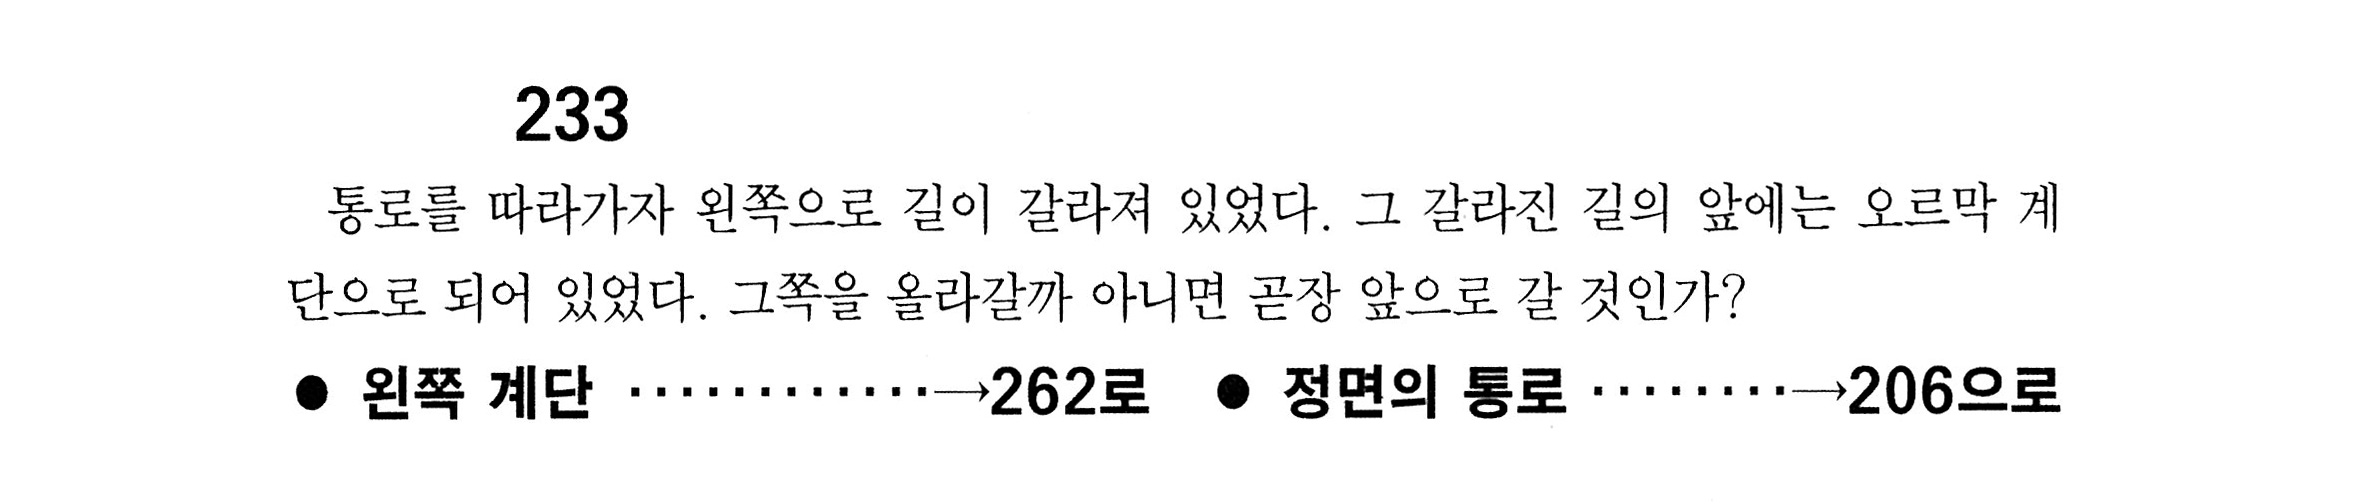 233
통로를 따라가자 왼쪽으로 길이 갈라져 있었다. 그 갈라진 길의 앞에는 오르막 계
단으로 되어 있었다. 그쪽을 올라갈까 아니면 곧장 앞으로 갈 것인가?
● 왼쪽 계단 ············→262로 ● 정면의 통로 ········→206으로